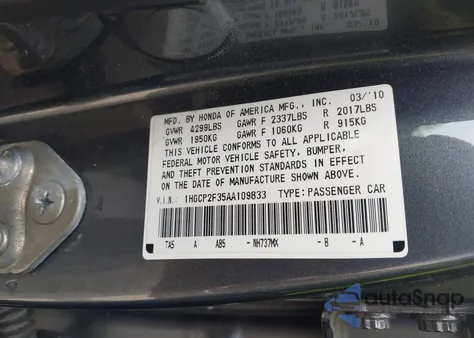 MFD. BY HONDA OF AMERICA MFG., INC. 03/'10
GVWR 4299LBS GAWR F 2337LBS R 2017LBS
GVWR 1950KG GAWR F 1060KG R 915KG
THIS VEHICLE CONFORMS TO ALL APPLICABLE
FEDERAL MOTOR VEHICLE SAFETY, BUMPER,
AND THEFT PREVENTION STANDARDS IN EFFECT
ON THE DATE OF MANUFACTURE SHOWN ABOVE.
V.I.N.: 1HGCP2F35AA109833 TYPE:PASSENGER CAR
TA5 A AB5 - NH737MX - B - A
autoSnap